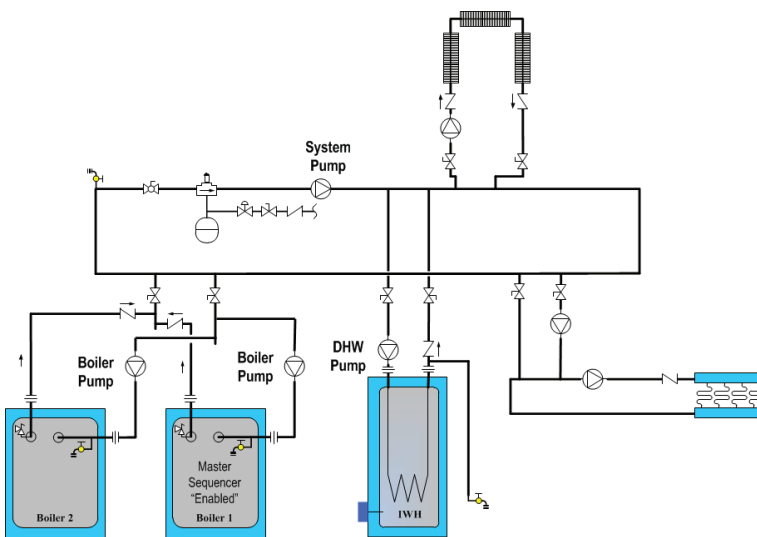 System
Pump
Boiler
Pump
Boiler
Pump
DHW
Pump
Master
Sequencer
“Enabled”
Boiler 2
Boiler 1
IWH